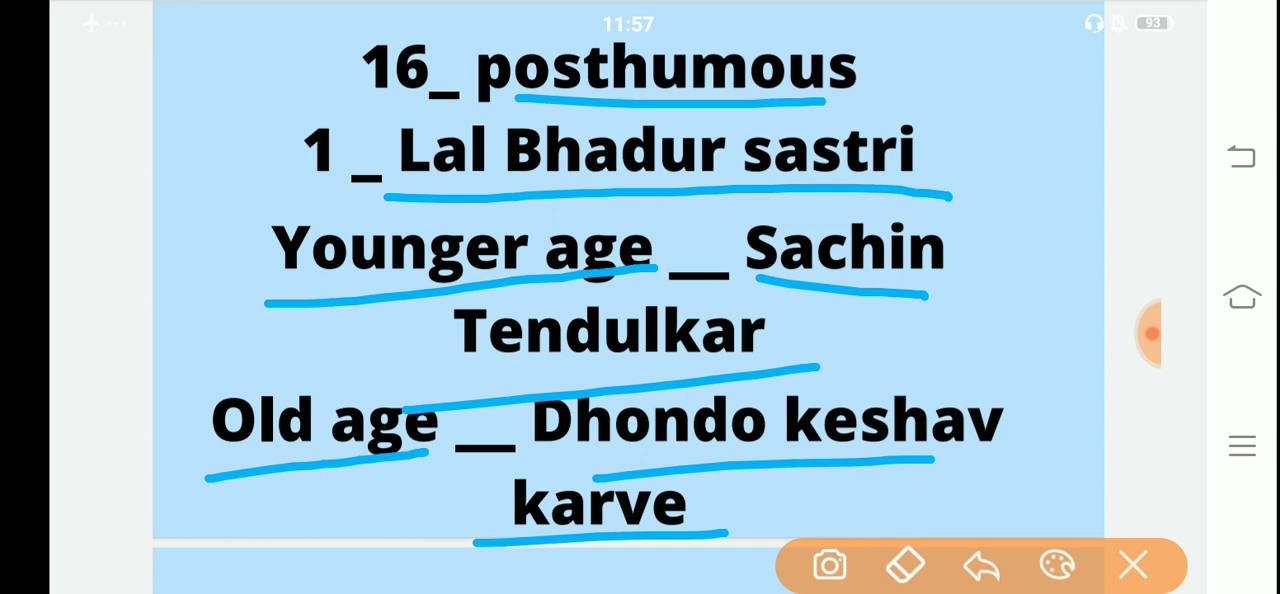 11:57
93
16_ posthumous
1 _ Lal Bhadur sastri
Younger age __ Sachin
Tendulkar
Old age __ Dhondo keshav
karve